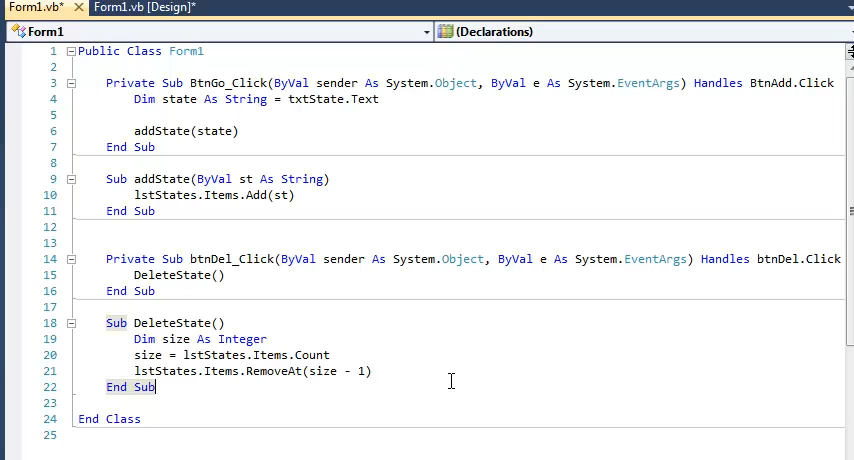 Form1.vb* Form1.vb [Design]*
Form1 (Declarations)
1 Public Class Form1
2
3 Private Sub BtnGo_Click(ByVal sender As System.Object, ByVal e As System.EventArgs) Handles BtnAdd.Click
4 Dim state As String = txtState.Text
5
6 addState(state)
7 End Sub
8
9 Sub addState(ByVal st As String)
10 lstStates.Items.Add(st)
11 End Sub
12
13
14 Private Sub btnDel_Click(ByVal sender As System.Object, ByVal e As System.EventArgs) Handles btnDel.Click
15 DeleteState()
16 End Sub
17
18 Sub DeleteState()
19 Dim size As Integer
20 size = lstStates.Items.Count
21 lstStates.Items.RemoveAt(size - 1)
22 End Sub
23
24 End Class
25